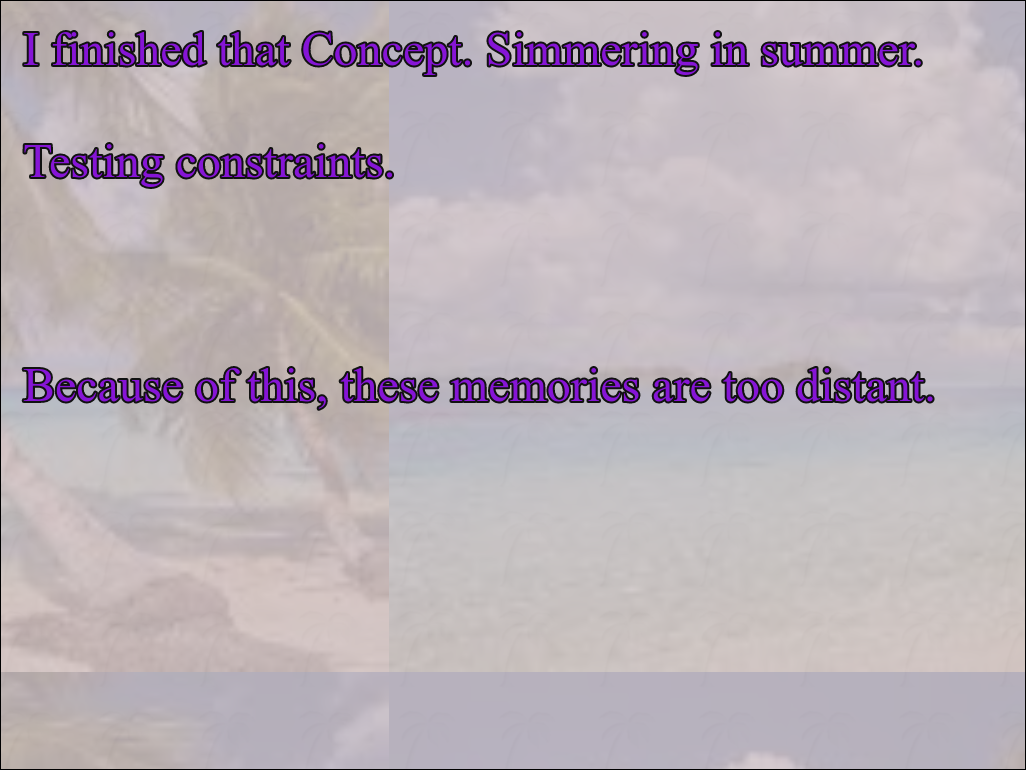 I finished that Concept. Simmering in summer.
Testing constraints.
Because of this, these memories are too distant.